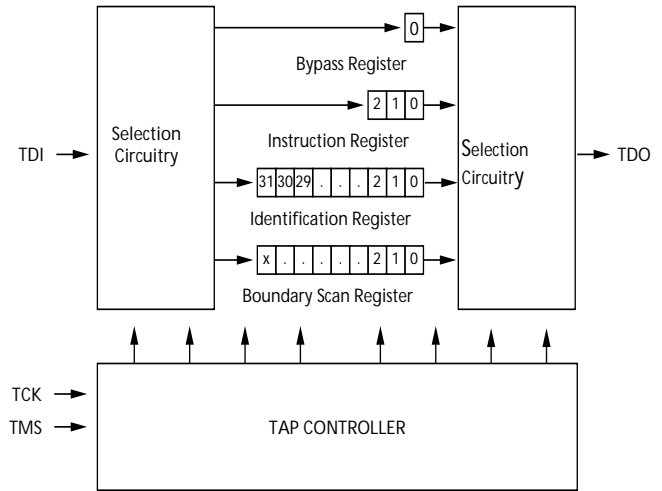 0
Bypass Register
2 1 0
Selection
Circuitry
Instruction Register
Selection
Circuitry
TDI
TDO
31 30 29 . . . 2 1 0
Identification Register
x . . . . . 2 1 0
Boundary Scan Register
TCK
TMS
TAP CONTROLLER